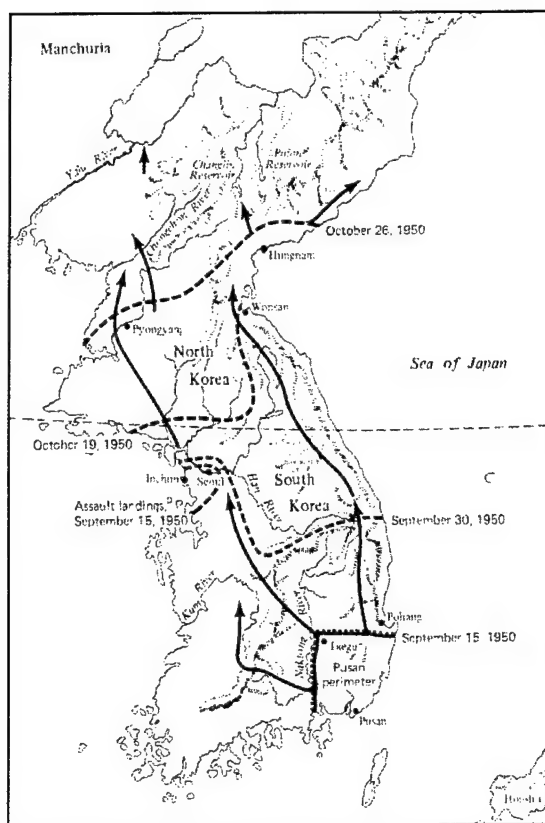 Manchuria
Yalu River
Changjin
Reservoir
Pujon
Reservoir
Chongchon River
October 26, 1950
Hungnam
Wonsan
Pyongyang
North
Korea
Sea of Japan
October 19, 1950
Inchon
Seoul
Han River
South
Korea
Assault landings,
September 15, 1950
September 30, 1950
Kum River
Naktong River
Pohang
September 15, 1950
Taegu
Pusan
perimeter
Pusan